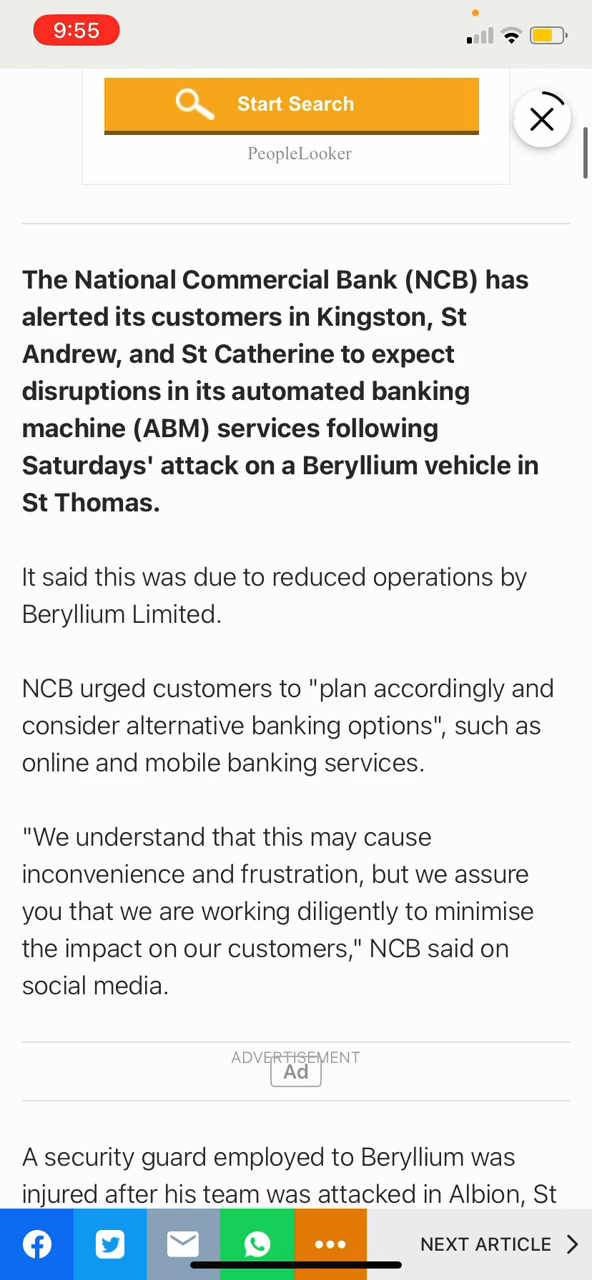 9:55
Start Search
PeopleLooker
The National Commercial Bank (NCB) has
alerted its customers in Kingston, St
Andrew, and St Catherine to expect
disruptions in its automated banking
machine (ABM) services following
Saturdays' attack on a Beryllium vehicle in
St Thomas.
It said this was due to reduced operations by
Beryllium Limited.
NCB urged customers to "plan accordingly and
consider alternative banking options", such as
online and mobile banking services.
"We understand that this may cause
inconvenience and frustration, but we assure
you that we are working diligently to minimise
the impact on our customers," NCB said on
social media.
ADVERTISEMENT
Ad
A security guard employed to Beryllium was
injured after his team was attacked in Albion, St
NEXT ARTICLE